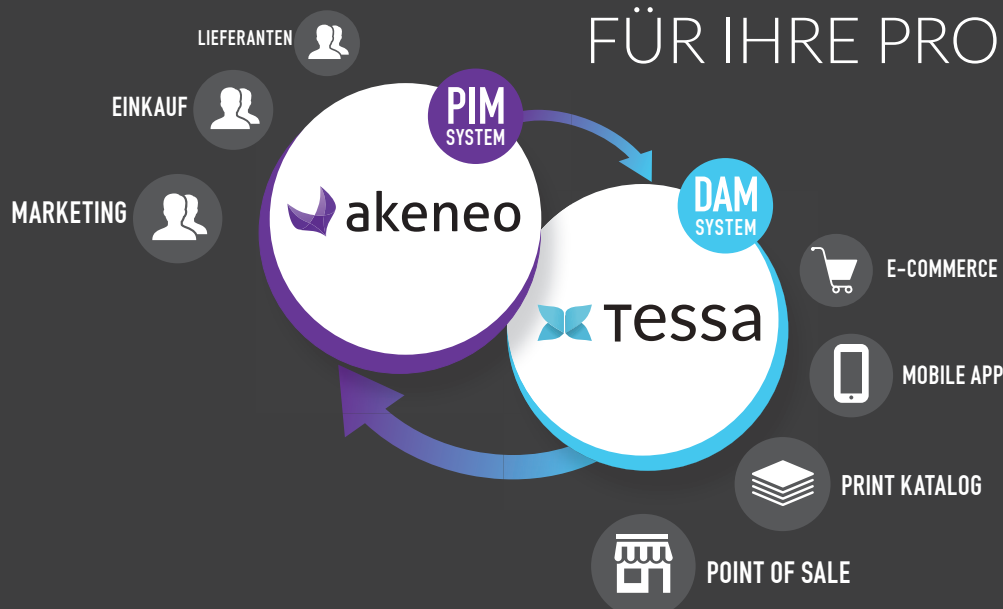 FÜR IHRE PRO
LIEFERANTEN
EINKAUF
MARKETING
PIM
SYSTEM
akeneo
DAM
SYSTEM
Tessa
E-COMMERCE
MOBILE APP
PRINT KATALOG
POINT OF SALE